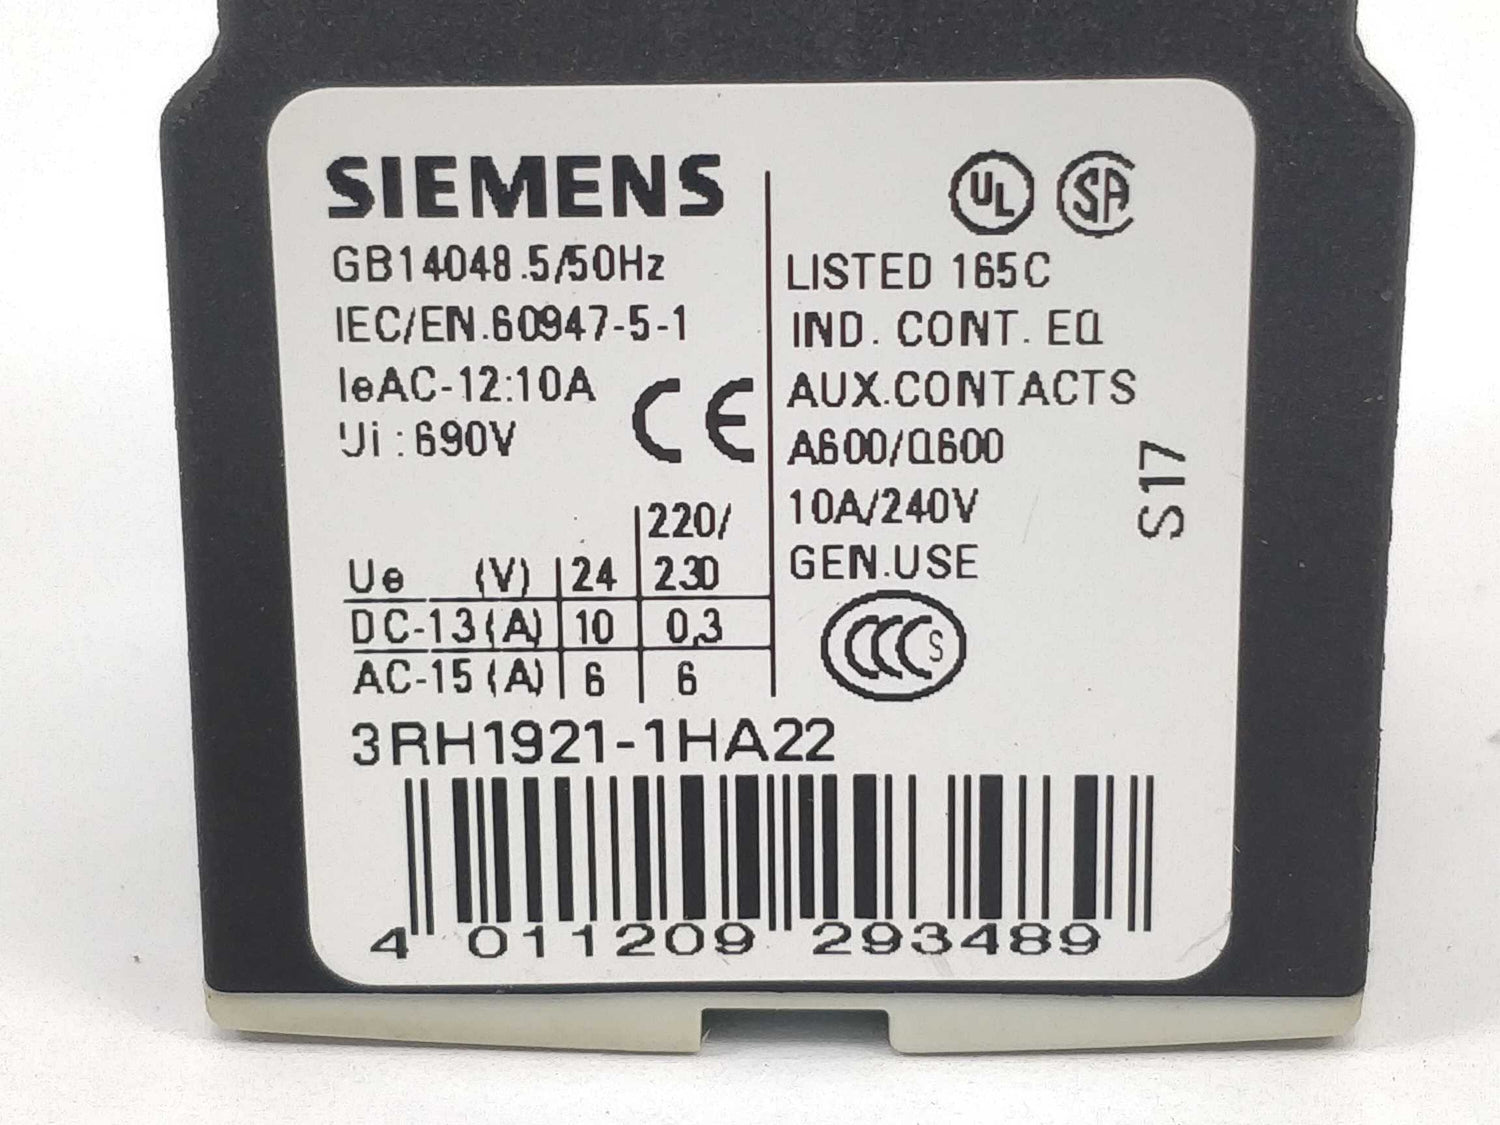 SIEMENS
GB14048.5/50Hz
IEC/EN.60947-5-1
IeAC-12:10A
Ui:690V
CE
Ue (V) 24 220/230
DC-13(A) 10 0,3
AC-15(A) 6 6
UL SA
LISTED 165C
IND. CONT. EQ
AUX.CONTACTS
A600/Q600
10A/240V
GEN.USE
CCC S
S17
3RH1921-1HA22
4 011209 293489